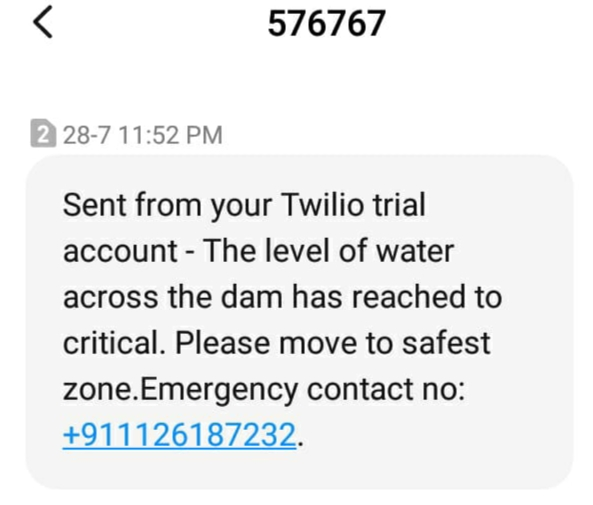 576767
2 28-7 11:52 PM
Sent from your Twilio trial
account - The level of water
across the dam has reached to
critical. Please move to safest
zone.Emergency contact no:
+911126187232.